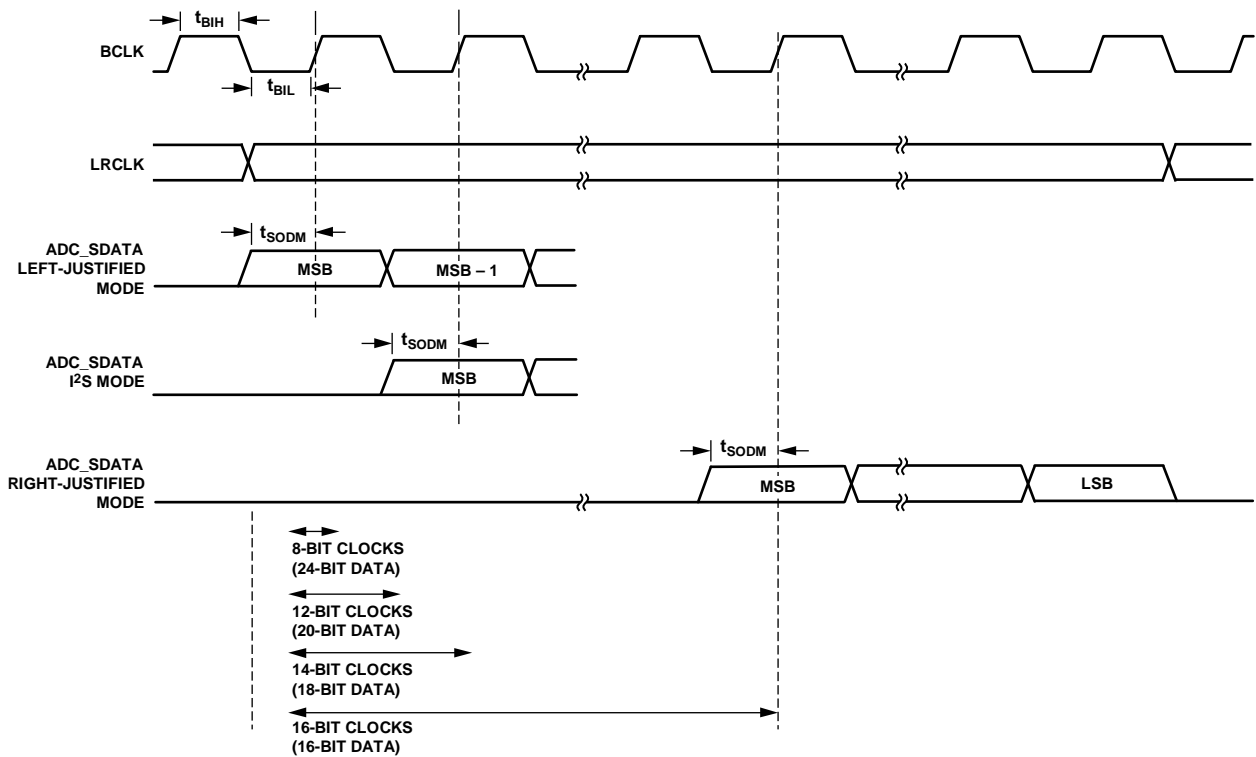 tBIH
BCLK
tBIL
LRCLK
tSODM
ADC_SDATA
LEFT-JUSTIFIED
MODE
MSB
MSB – 1
tSODM
ADC_SDATA
I2S MODE
MSB
tSODM
ADC_SDATA
RIGHT-JUSTIFIED
MODE
MSB
LSB
8-BIT CLOCKS
(24-BIT DATA)
12-BIT CLOCKS
(20-BIT DATA)
14-BIT CLOCKS
(18-BIT DATA)
16-BIT CLOCKS
(16-BIT DATA)